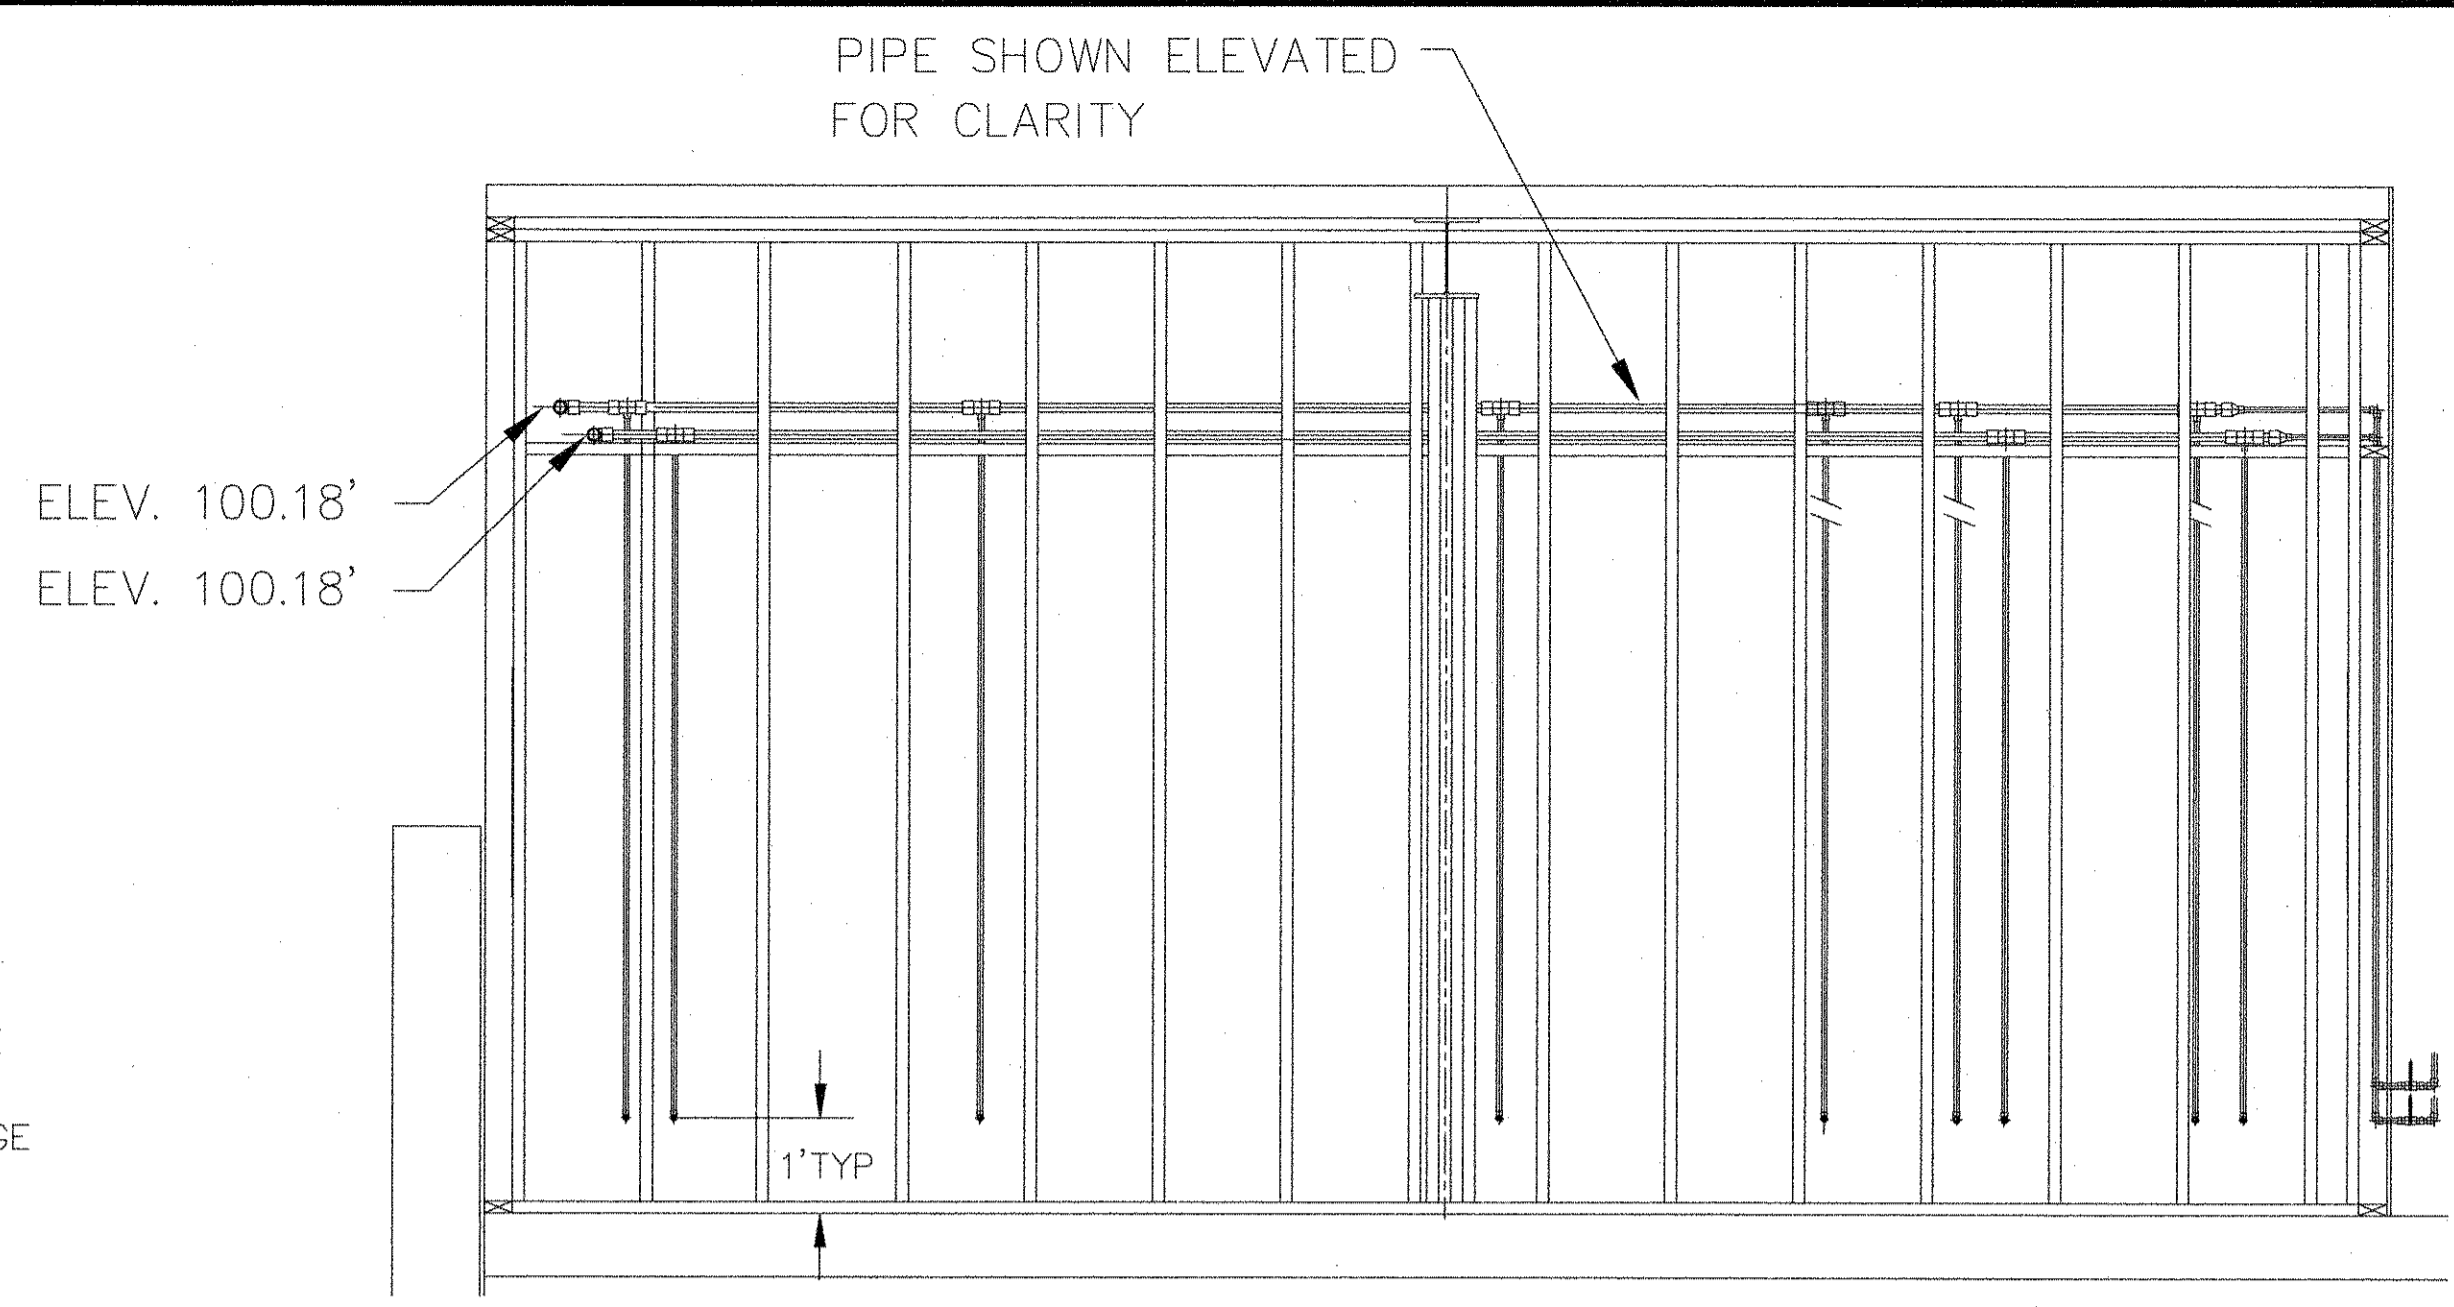 PIPE SHOWN ELEVATED
FOR CLARITY
ELEV. 100.18'
ELEV. 100.18'
1'TYP